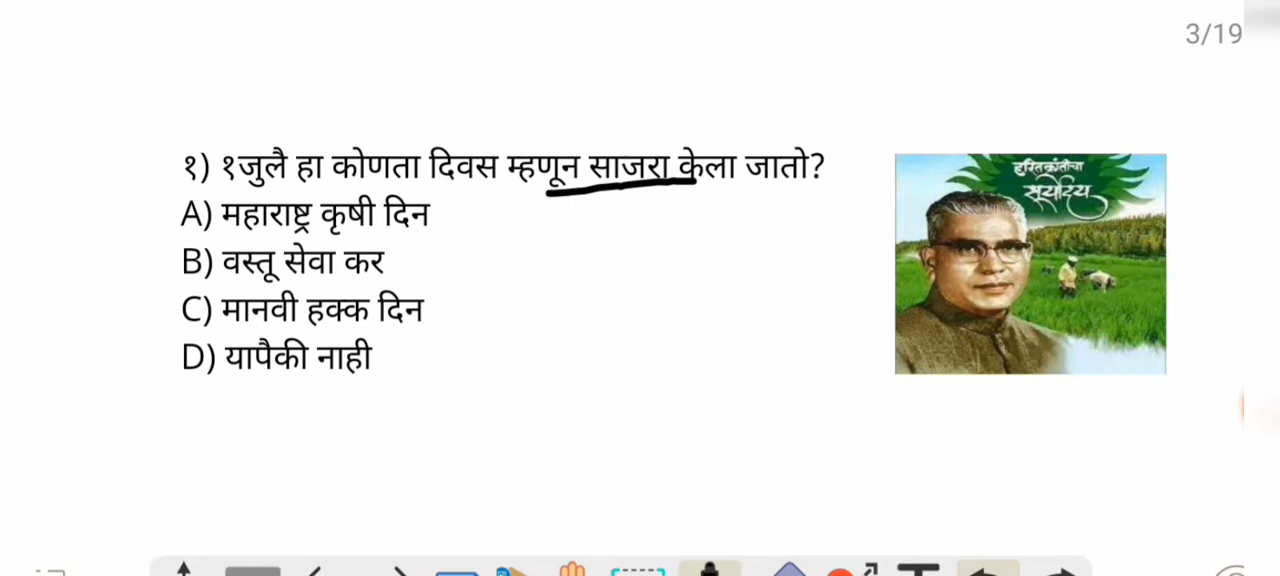 3/19
१) १जुलै हा कोणता दिवस म्हणून साजरा केला जातो?
A) महाराष्ट्र कृषी दिन
B) वस्तू सेवा कर
C) मानवी हक्क दिन
D) यापैकी नाही
हरितक्रांतीचा
सूर्योदय